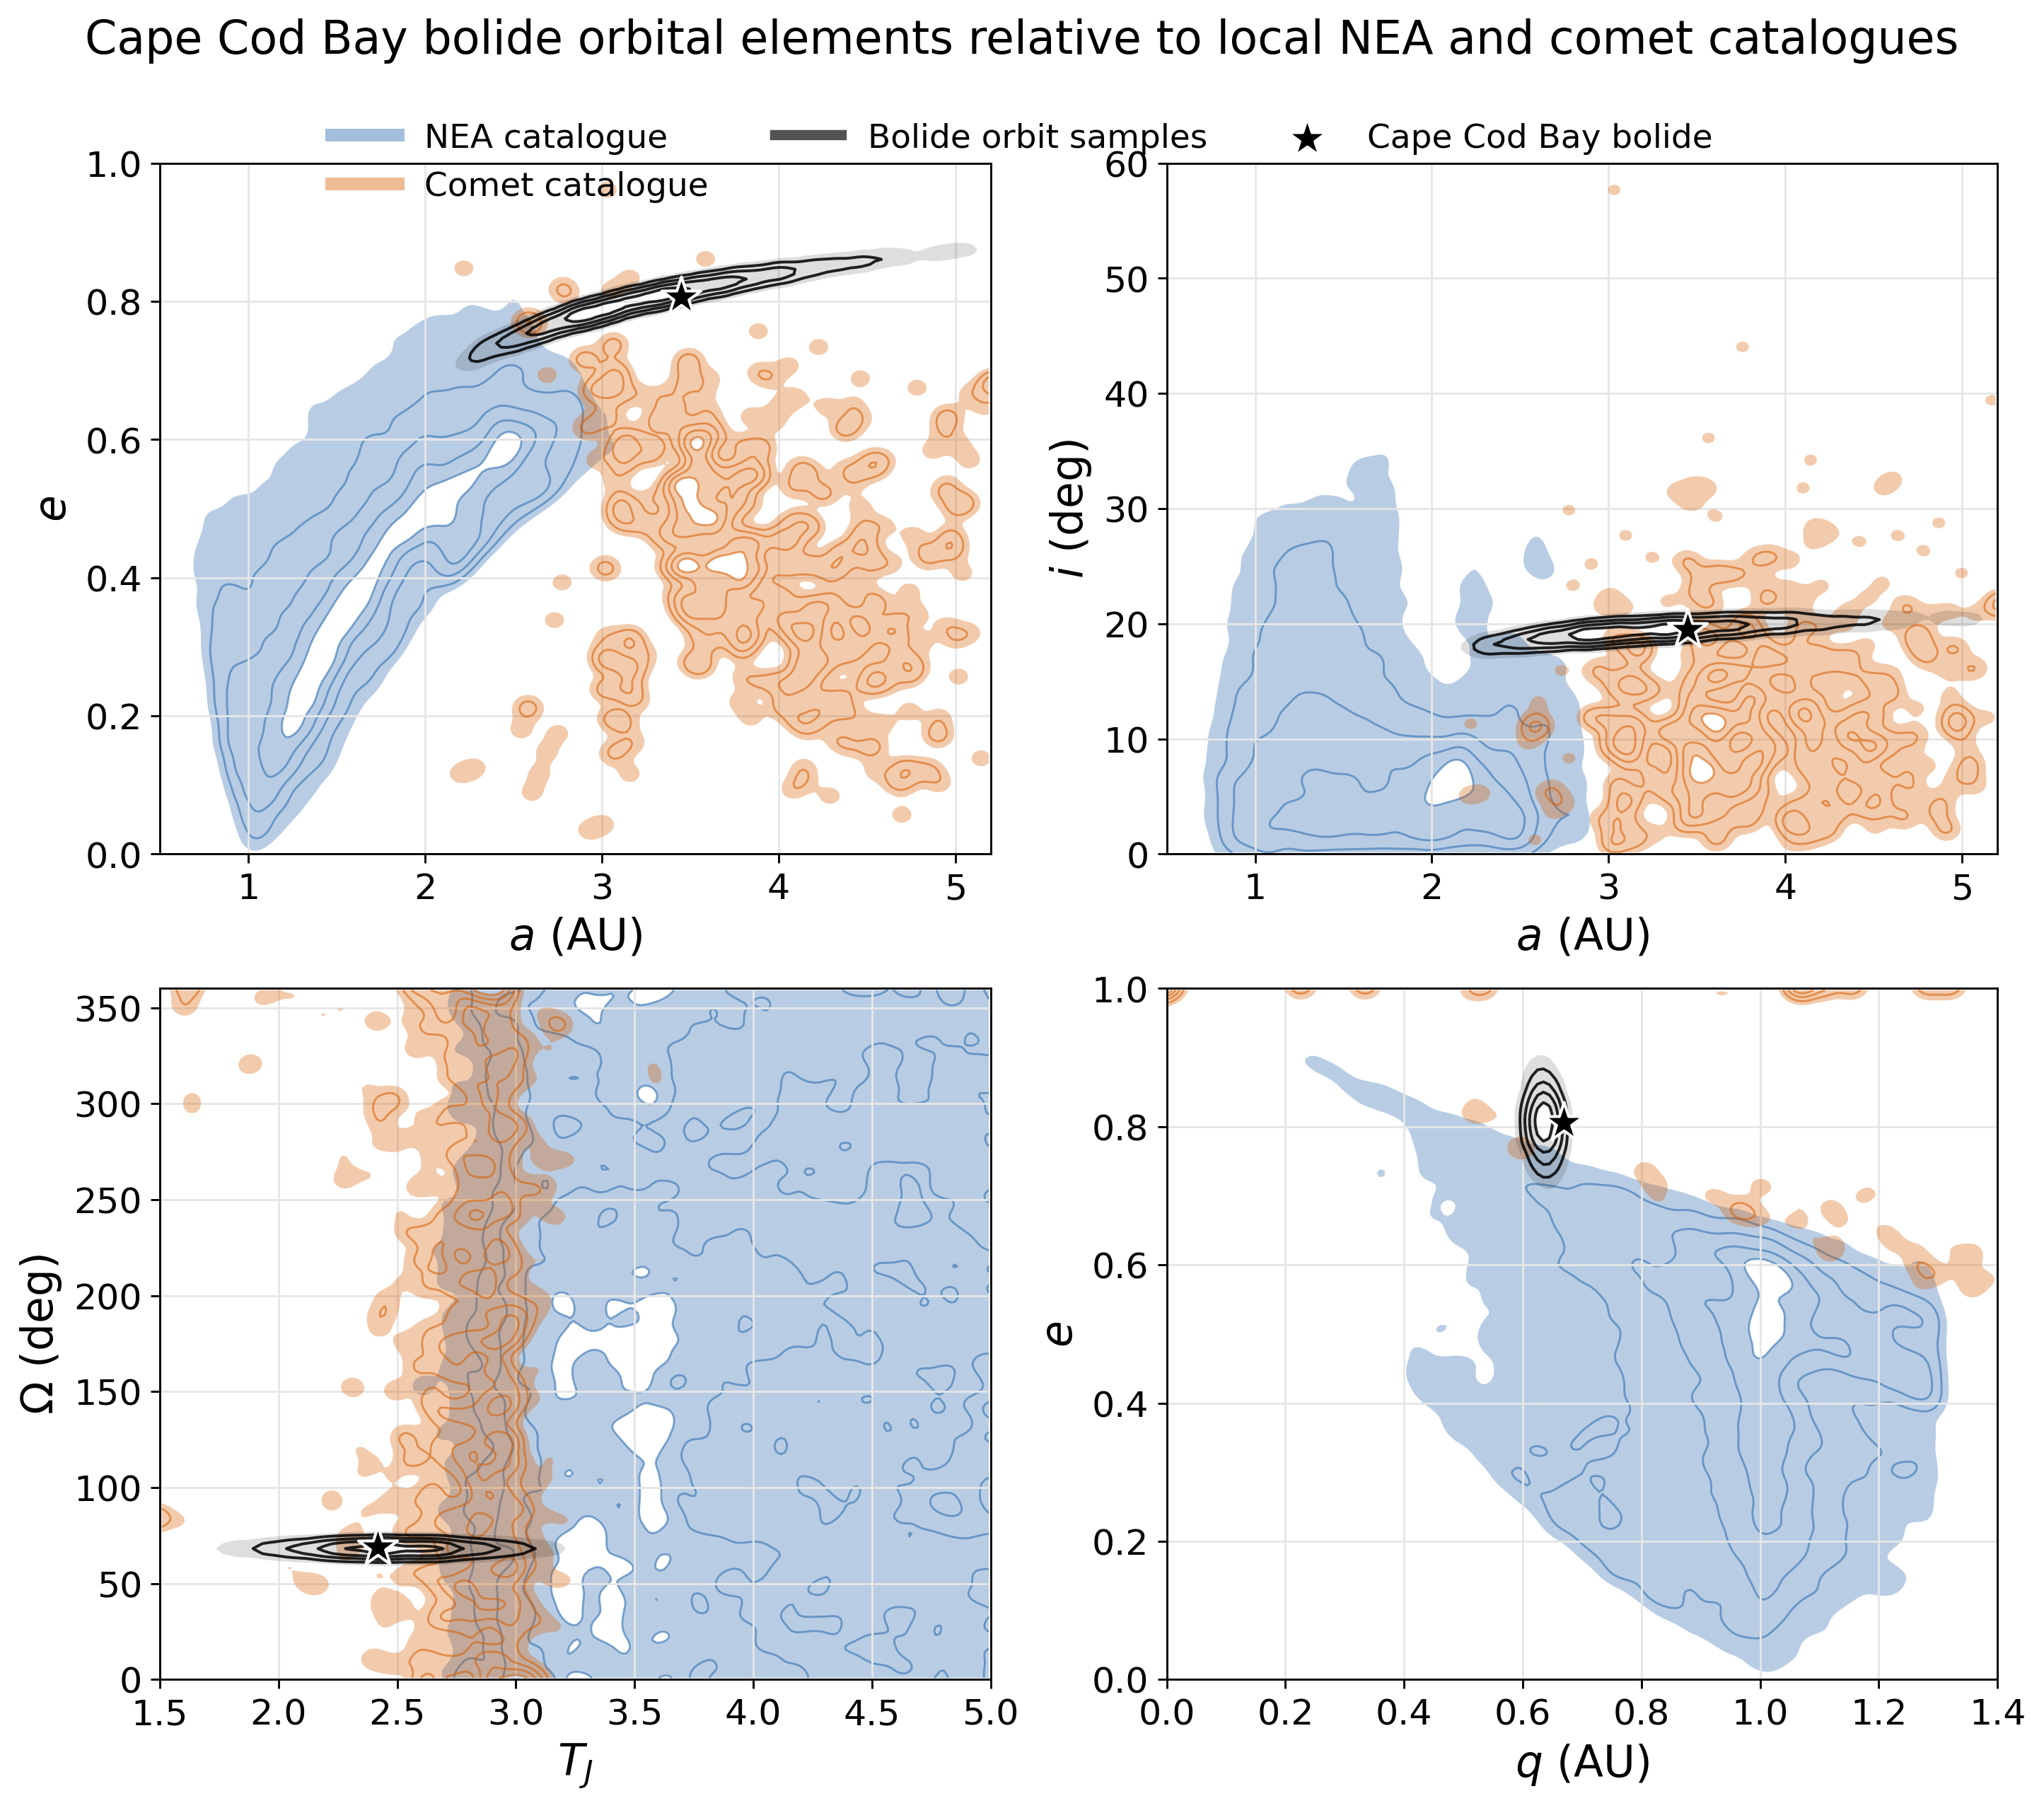 Cape Cod Bay bolide orbital elements relative to local NEA and comet catalogues
NEA catalogue
Comet catalogue
Bolide orbit samples
Cape Cod Bay bolide
1.0
0.8
0.6
0.4
0.2
0.0
e
1 2 3 4 5
a (AU)
60
50
40
30
20
10
0
i (deg)
1 2 3 4 5
a (AU)
350
300
250
200
150
100
50
0
Ω (deg)
1.5 2.0 2.5 3.0 3.5 4.0 4.5 5.0
T_J
1.0
0.8
0.6
0.4
0.2
0.0
e
0.0 0.2 0.4 0.6 0.8 1.0 1.2 1.4
q (AU)